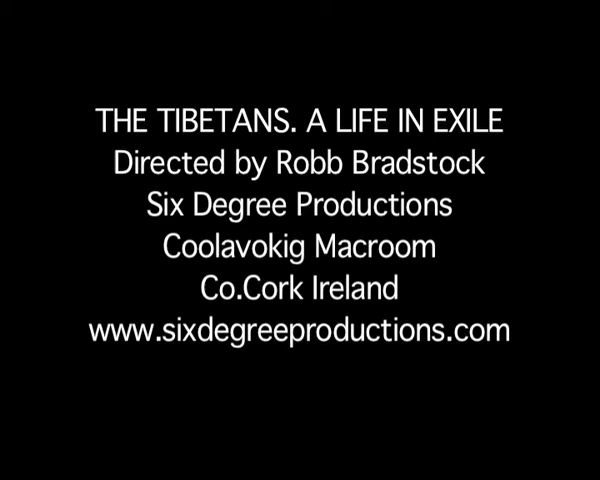 THE TIBETANS. A LIFE IN EXILE
Directed by Robb Bradstock
Six Degree Productions
Coolavokig Macroom
Co.Cork Ireland
www.sixdegreeproductions.com